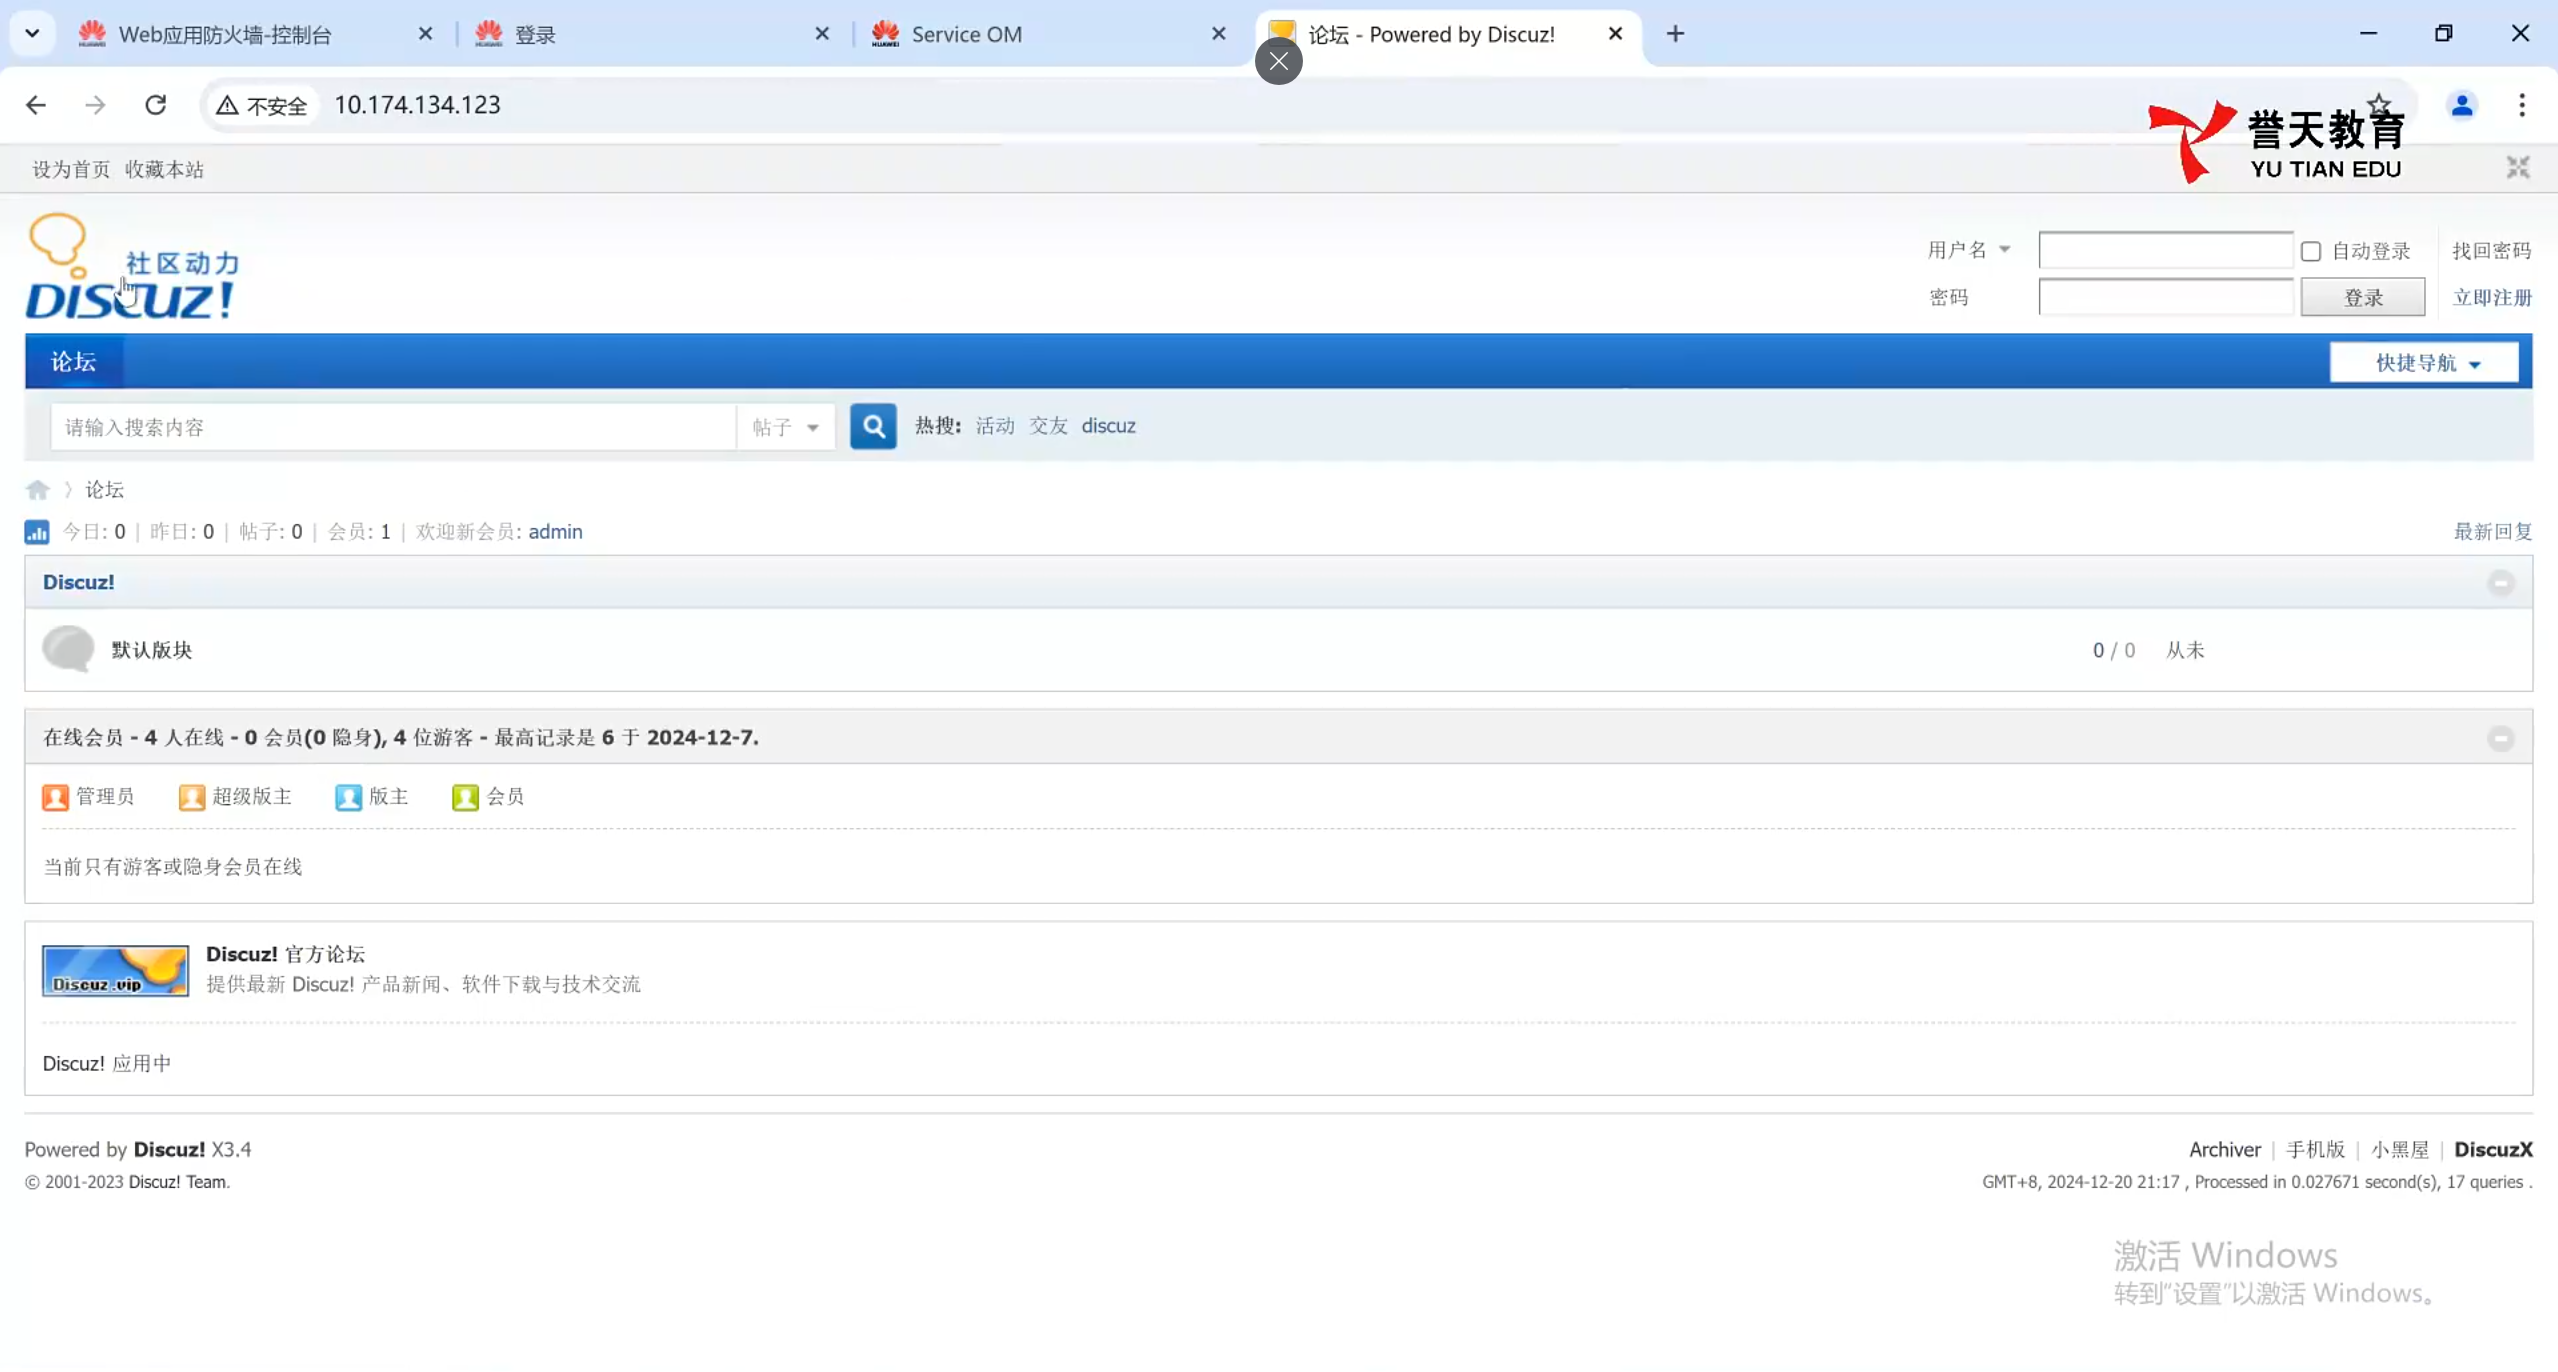 Web应用防火墙-控制台
登录
Service OM
论坛 - Powered by Discuz!
不安全 10.174.134.123
誉天教育
YU TIAN EDU
设为首页 收藏本站
社区动力
DISCUZ!
用户名 自动登录 找回密码
密码 登录 立即注册
论坛 快捷导航
请输入搜索内容 帖子 热搜: 活动 交友 discuz
论坛
今日: 0 | 昨日: 0 | 帖子: 0 | 会员: 1 | 欢迎新会员: admin 最新回复
Discuz!
默认版块 0 / 0 从未
在线会员 - 4 人在线 - 0 会员(0 隐身), 4 位游客 - 最高记录是 6 于 2024-12-7.
管理员 超级版主 版主 会员
当前只有游客或隐身会员在线
Discuz .vip
Discuz! 官方论坛
提供最新 Discuz! 产品新闻、软件下载与技术交流
Discuz! 应用中
Powered by Discuz! X3.4 Archiver | 手机版 | 小黑屋 | DiscuzX
© 2001-2023 Discuz! Team. GMT+8, 2024-12-20 21:17 , Processed in 0.027671 second(s), 17 queries .
激活 Windows
转到“设置”以激活 Windows。